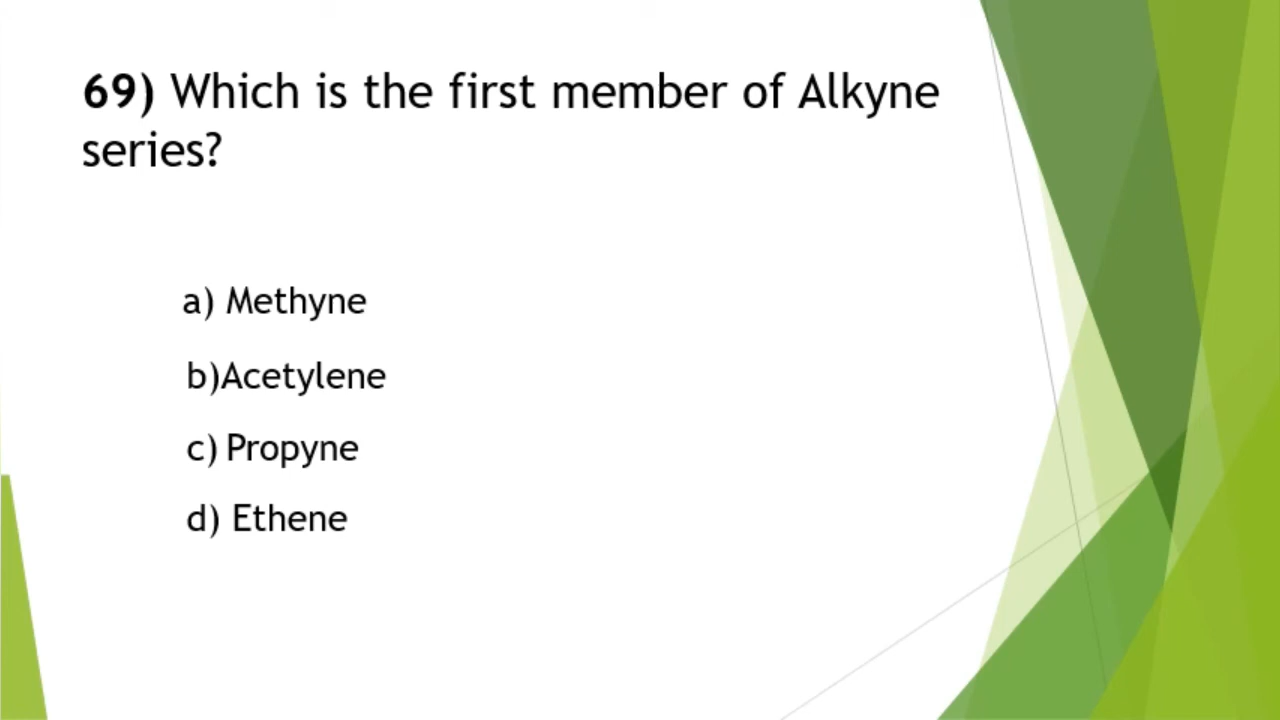 69) Which is the first member of Alkyne
series?
a) Methyne
b)Acetylene
c) Propyne
d) Ethene